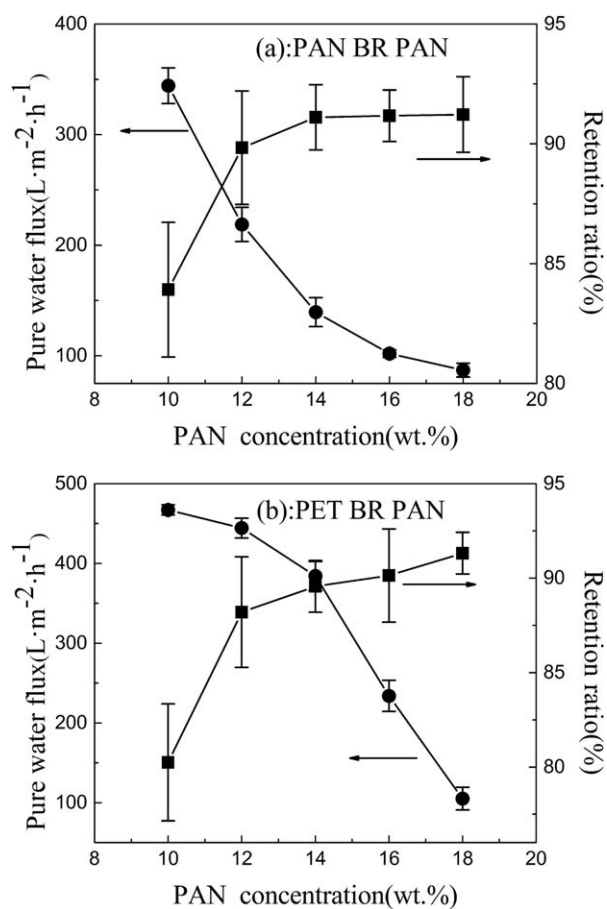 (a):PAN BR PAN
Pure water flux(L·m⁻²·h⁻¹)
400
300
200
100
95
90
85
80
Retention ratio(%)
8 10 12 14 16 18 20
PAN concentration(wt.%)
(b):PET BR PAN
Pure water flux(L·m⁻²·h⁻¹)
500
400
300
200
100
95
90
85
80
Retention ratio(%)
8 10 12 14 16 18 20
PAN concentration(wt.%)